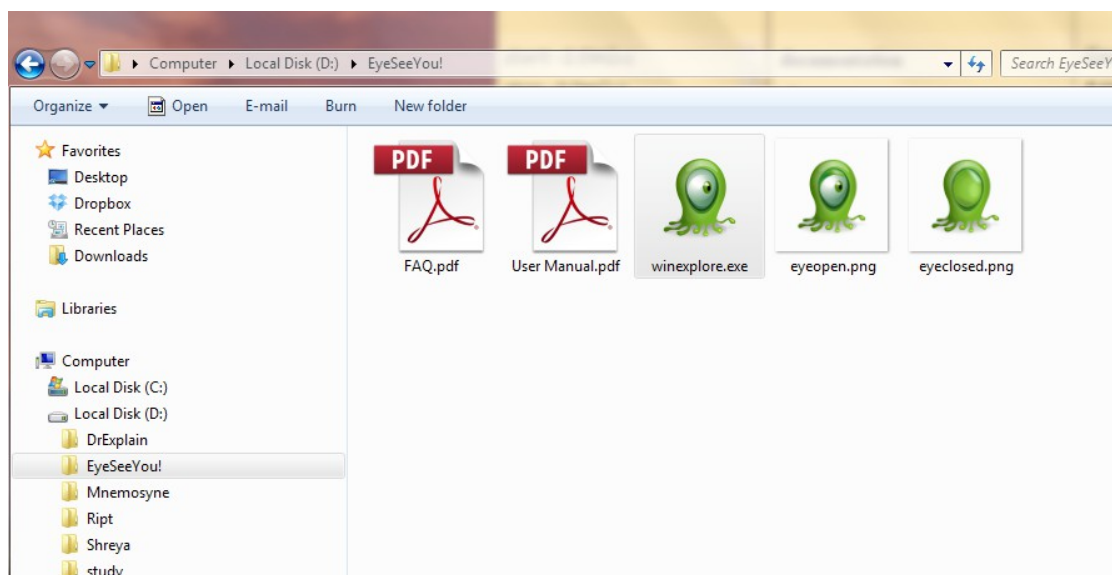 Computer ▸ Local Disk (D:) ▸ EyeSeeYou!
Search EyeSeeY
Organize Open E-mail Burn New folder
Favorites
Desktop
Dropbox
Recent Places
Downloads
Libraries
Computer
Local Disk (C:)
Local Disk (D:)
DrExplain
EyeSeeYou!
Mnemosyne
Ript
Shreya
study
PDF PDF
FAQ.pdf User Manual.pdf winexplore.exe eyeopen.png eyeclosed.png